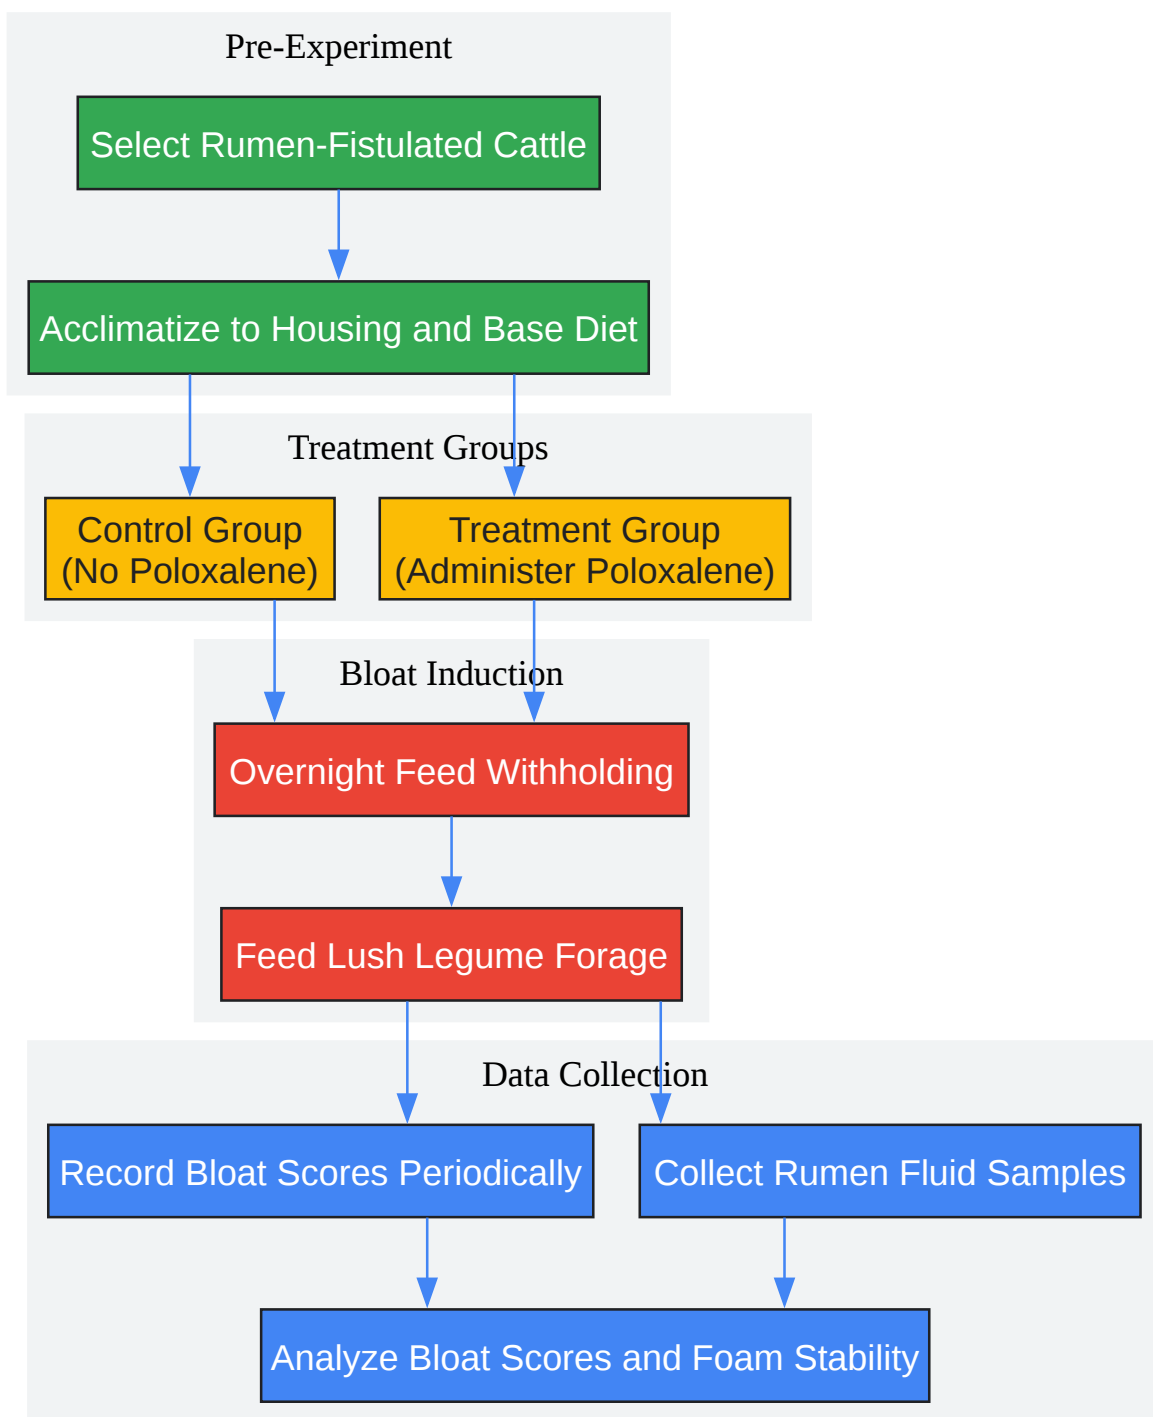 Pre-Experiment
Select Rumen-Fistulated Cattle
Acclimatize to Housing and Base Diet
Treatment Groups
Control Group
(No Poloxalene)
Treatment Group
(Administer Poloxalene)
Bloat Induction
Overnight Feed Withholding
Feed Lush Legume Forage
Data Collection
Record Bloat Scores Periodically
Collect Rumen Fluid Samples
Analyze Bloat Scores and Foam Stability